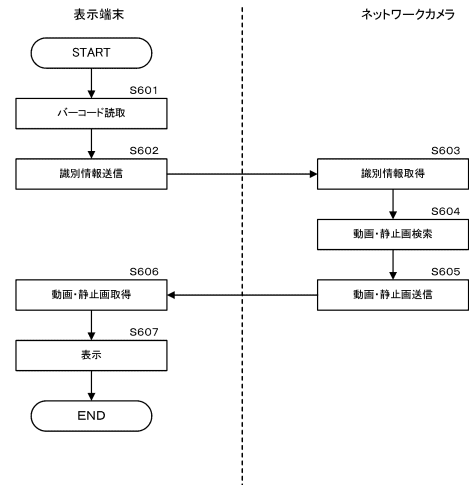 表示端末
ネットワークカメラ
START
S601
バーコード読取
S602
識別情報送信
S603
識別情報取得
S604
動画・静止画検索
S605
動画・静止画送信
S606
動画・静止画取得
S607
表示
END